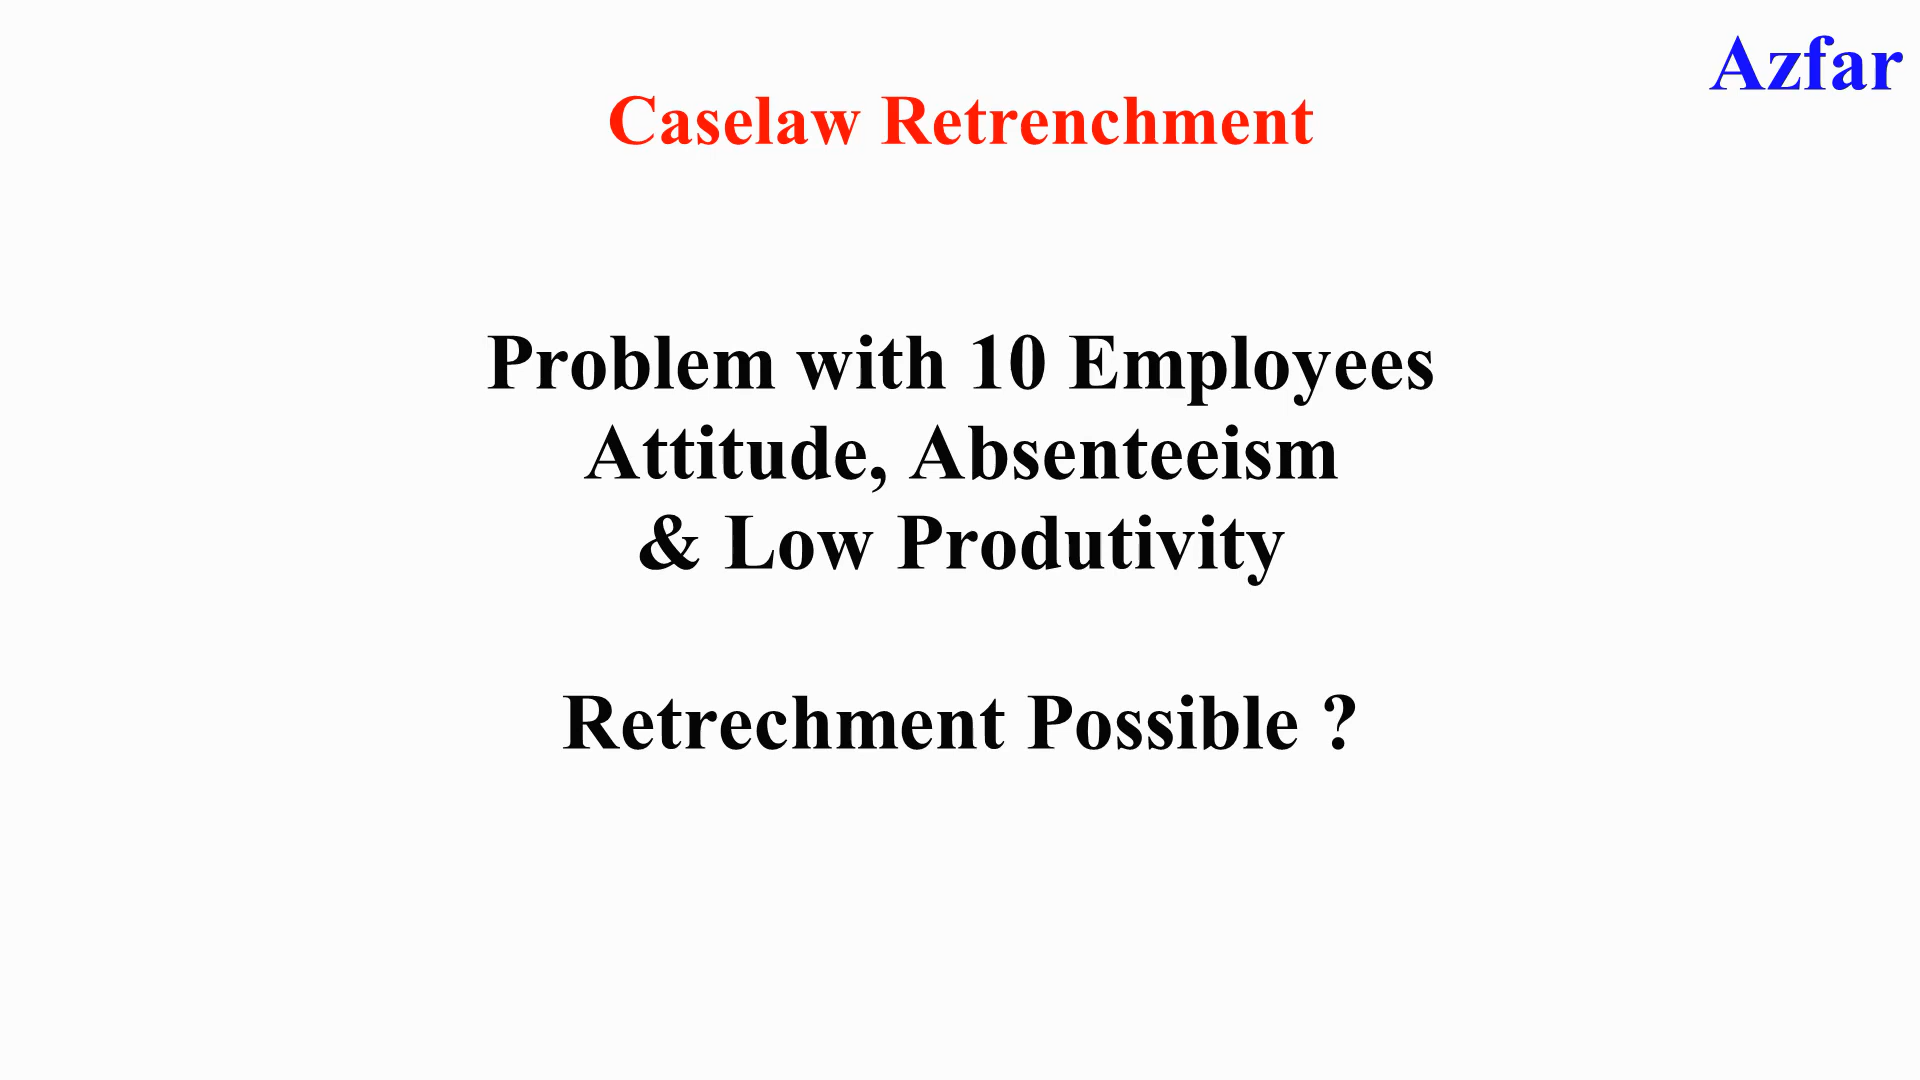 Azfar
Caselaw Retrenchment
Problem with 10 Employees
Attitude, Absenteeism
& Low Produtivity
Retrechment Possible ?